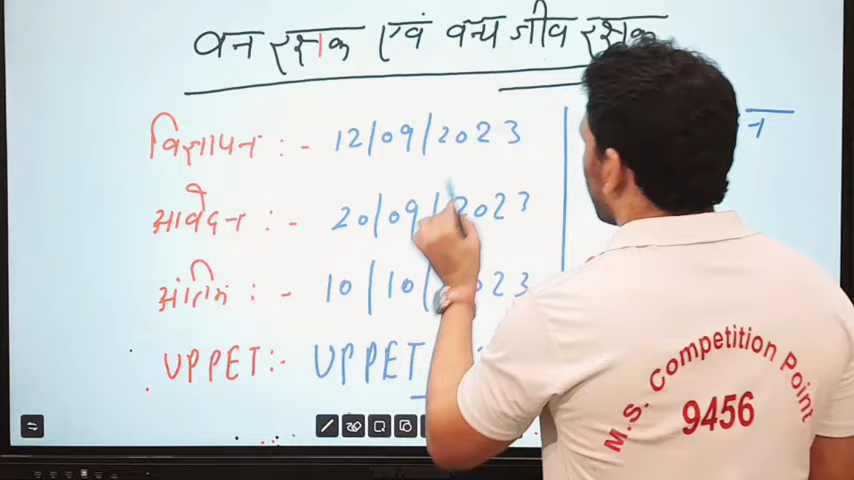 वन रक्षक एवं वन्य जीव रक्षक
विज्ञापन :- 12/09/2023
आवेदन :- 20/09/2023
अंतिम :- 10/10/2023
UPPET :- UPPET
M.S. Competition Point
9456